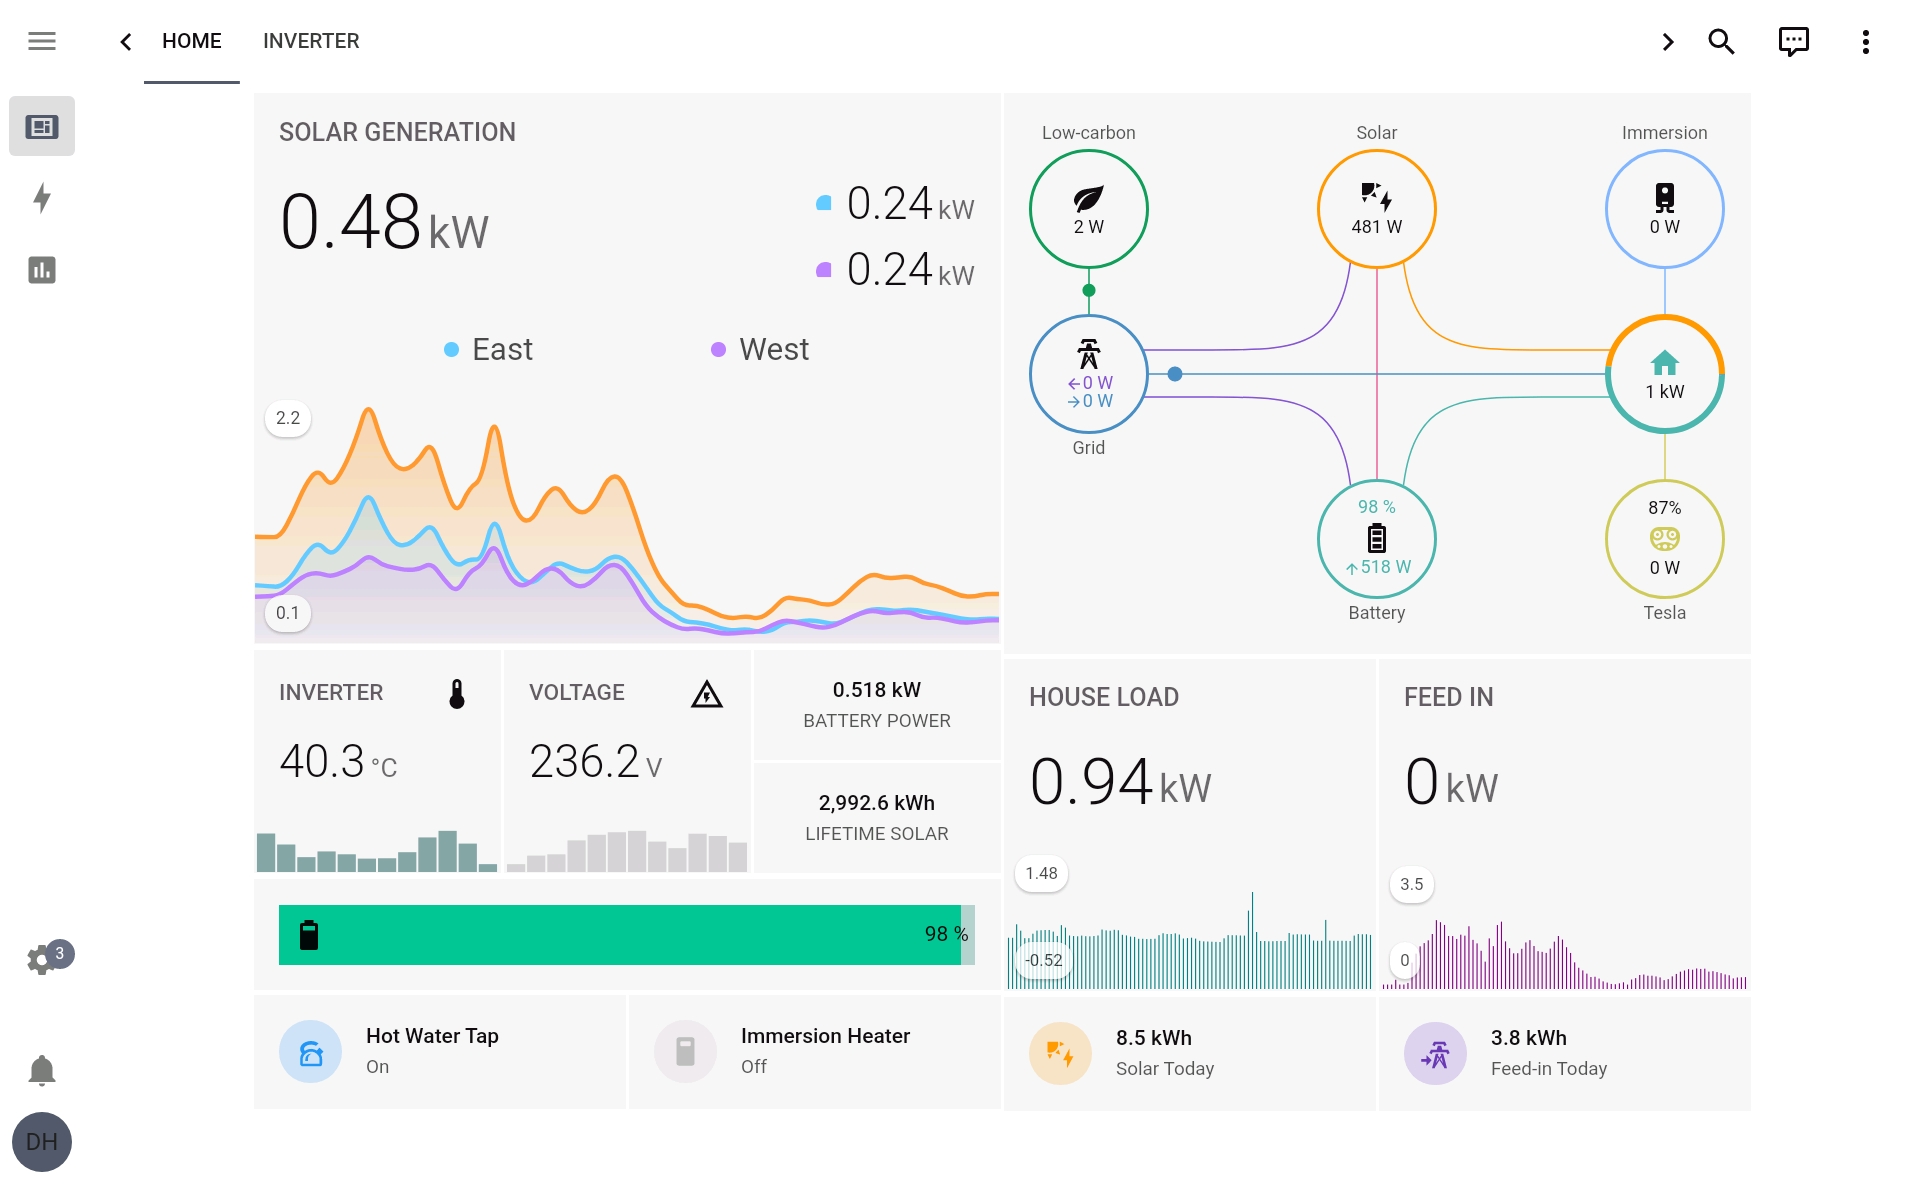 HOME
INVERTER
SOLAR GENERATION
0.48 kW
0.24 kW
0.24 kW
East
West
2.2
0.1
Low-carbon
2 W
Solar
481 W
Immersion
0 W
←0 W
→0 W
Grid
1 kW
98 %
↑518 W
Battery
87%
0 W
Tesla
INVERTER
40.3 °C
VOLTAGE
236.2 V
0.518 kW
BATTERY POWER
2,992.6 kWh
LIFETIME SOLAR
98 %
HOUSE LOAD
0.94 kW
1.48
-0.52
FEED IN
0 kW
3.5
0
3
Hot Water Tap
On
Immersion Heater
Off
8.5 kWh
Solar Today
3.8 kWh
Feed-in Today
DH